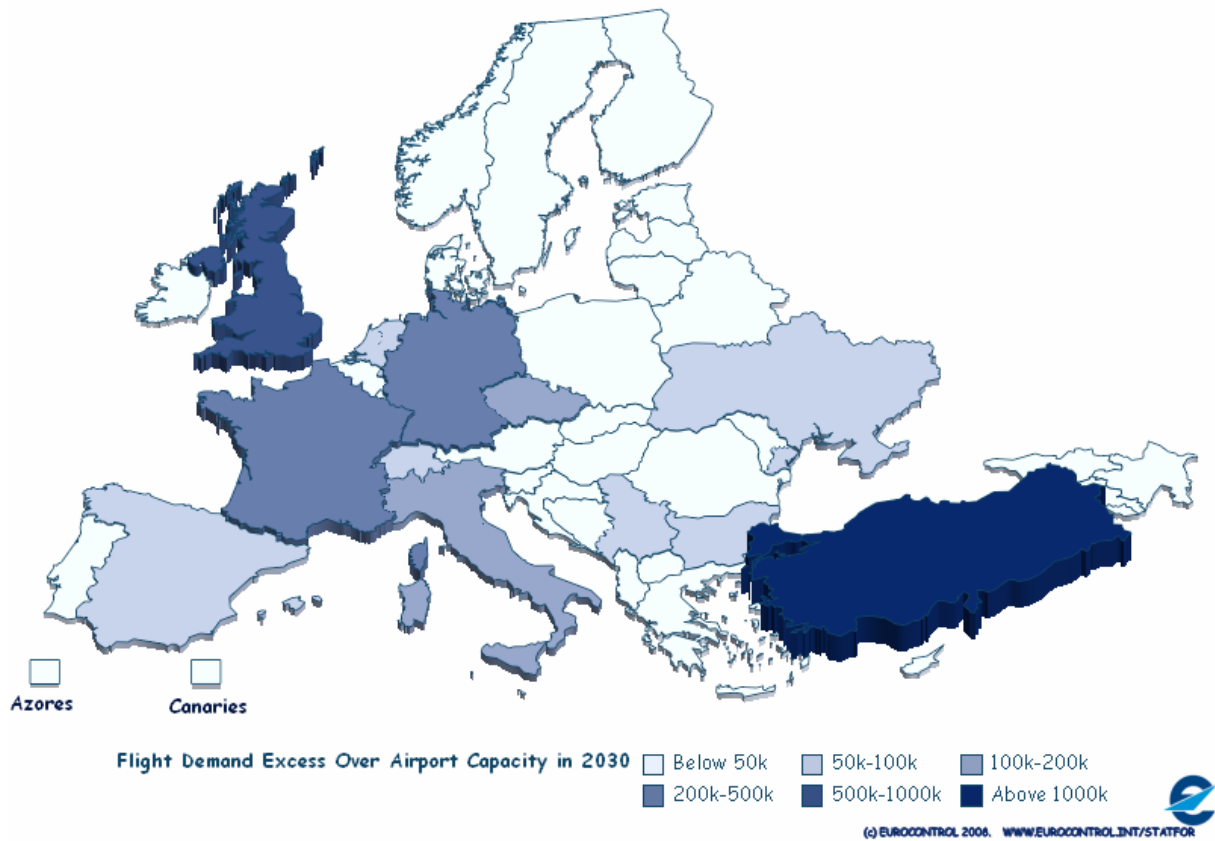 Azores
Canaries
Flight Demand Excess Over Airport Capacity in 2030
Below 50k
50k-100k
100k-200k
200k-500k
500k-1000k
Above 1000k
(c) EUROCONTROL 2008. WWW.EUROCONTROL.INT/STATFOR